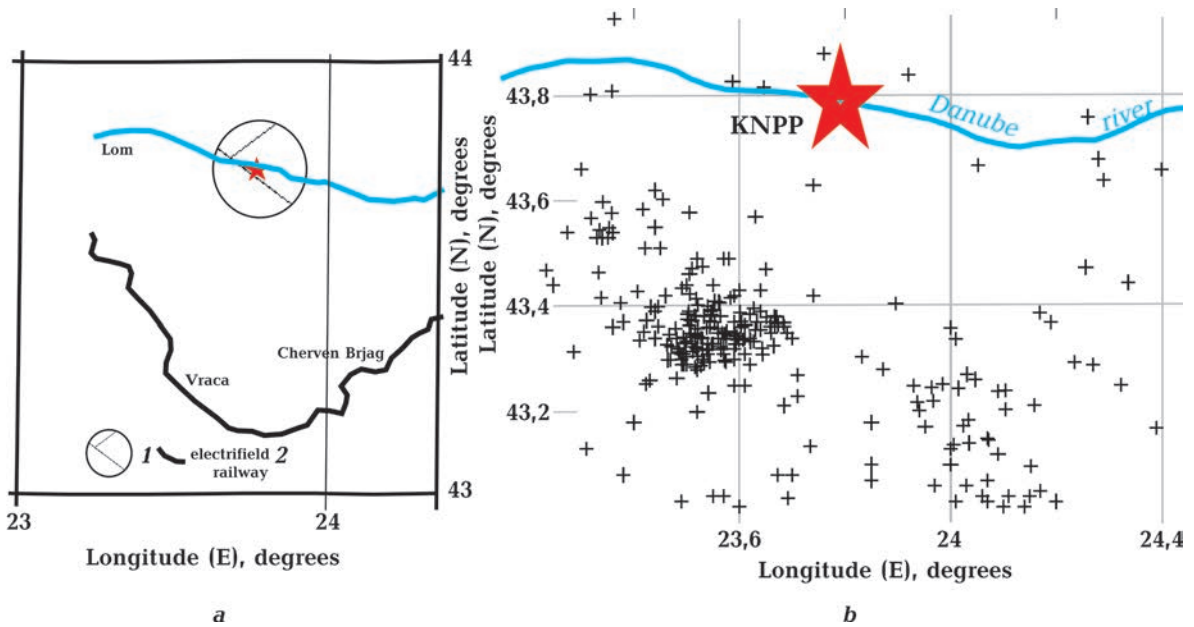 44
Lom
Latitude (N), degrees
Cherven Brjag
Vraca
1
electrifield 2
railway
43
23
24
Longitude (E), degrees
a
Latitude (N), degrees
43,8
KNPP
Danube river
43,6
43,4
43,2
23,6
24
24,4
Longitude (E), degrees
b